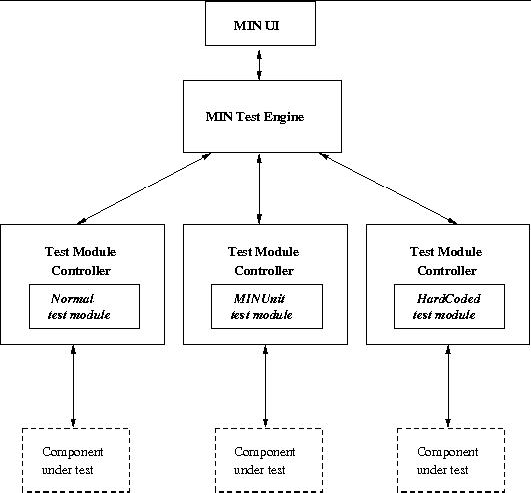 MIN UI
MIN Test Engine
Test Module
Controller
Normal
test module
Test Module
Controller
MINUnit
test module
Test Module
Controller
HardCoded
test module
Component
under test
Component
under test
Component
under test